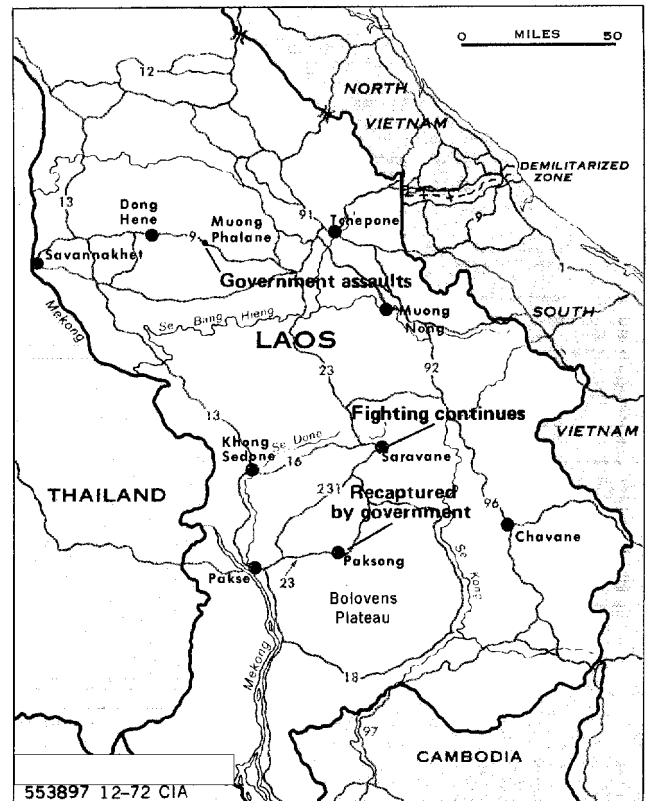 0 MILES 50
12
NORTH
VIETNAM
DEMILITARIZED
ZONE
13
Dong
Hene
Muong
Phalane
91
Tchepone
9
9
1
Savannakhet
Government assaults
Mekong
Se Bang Hieng
Muong
Nong
SOUTH
LAOS
23
92
13
Fighting continues
Khong
Sedone
Se Done
16
Saravane
VIETNAM
THAILAND
231
Recaptured
by government
96
Chavane
Se Kong
Pakse
23
Paksong
Bolovens
Plateau
Mekong
18
97
CAMBODIA
553897 12-72 CIA